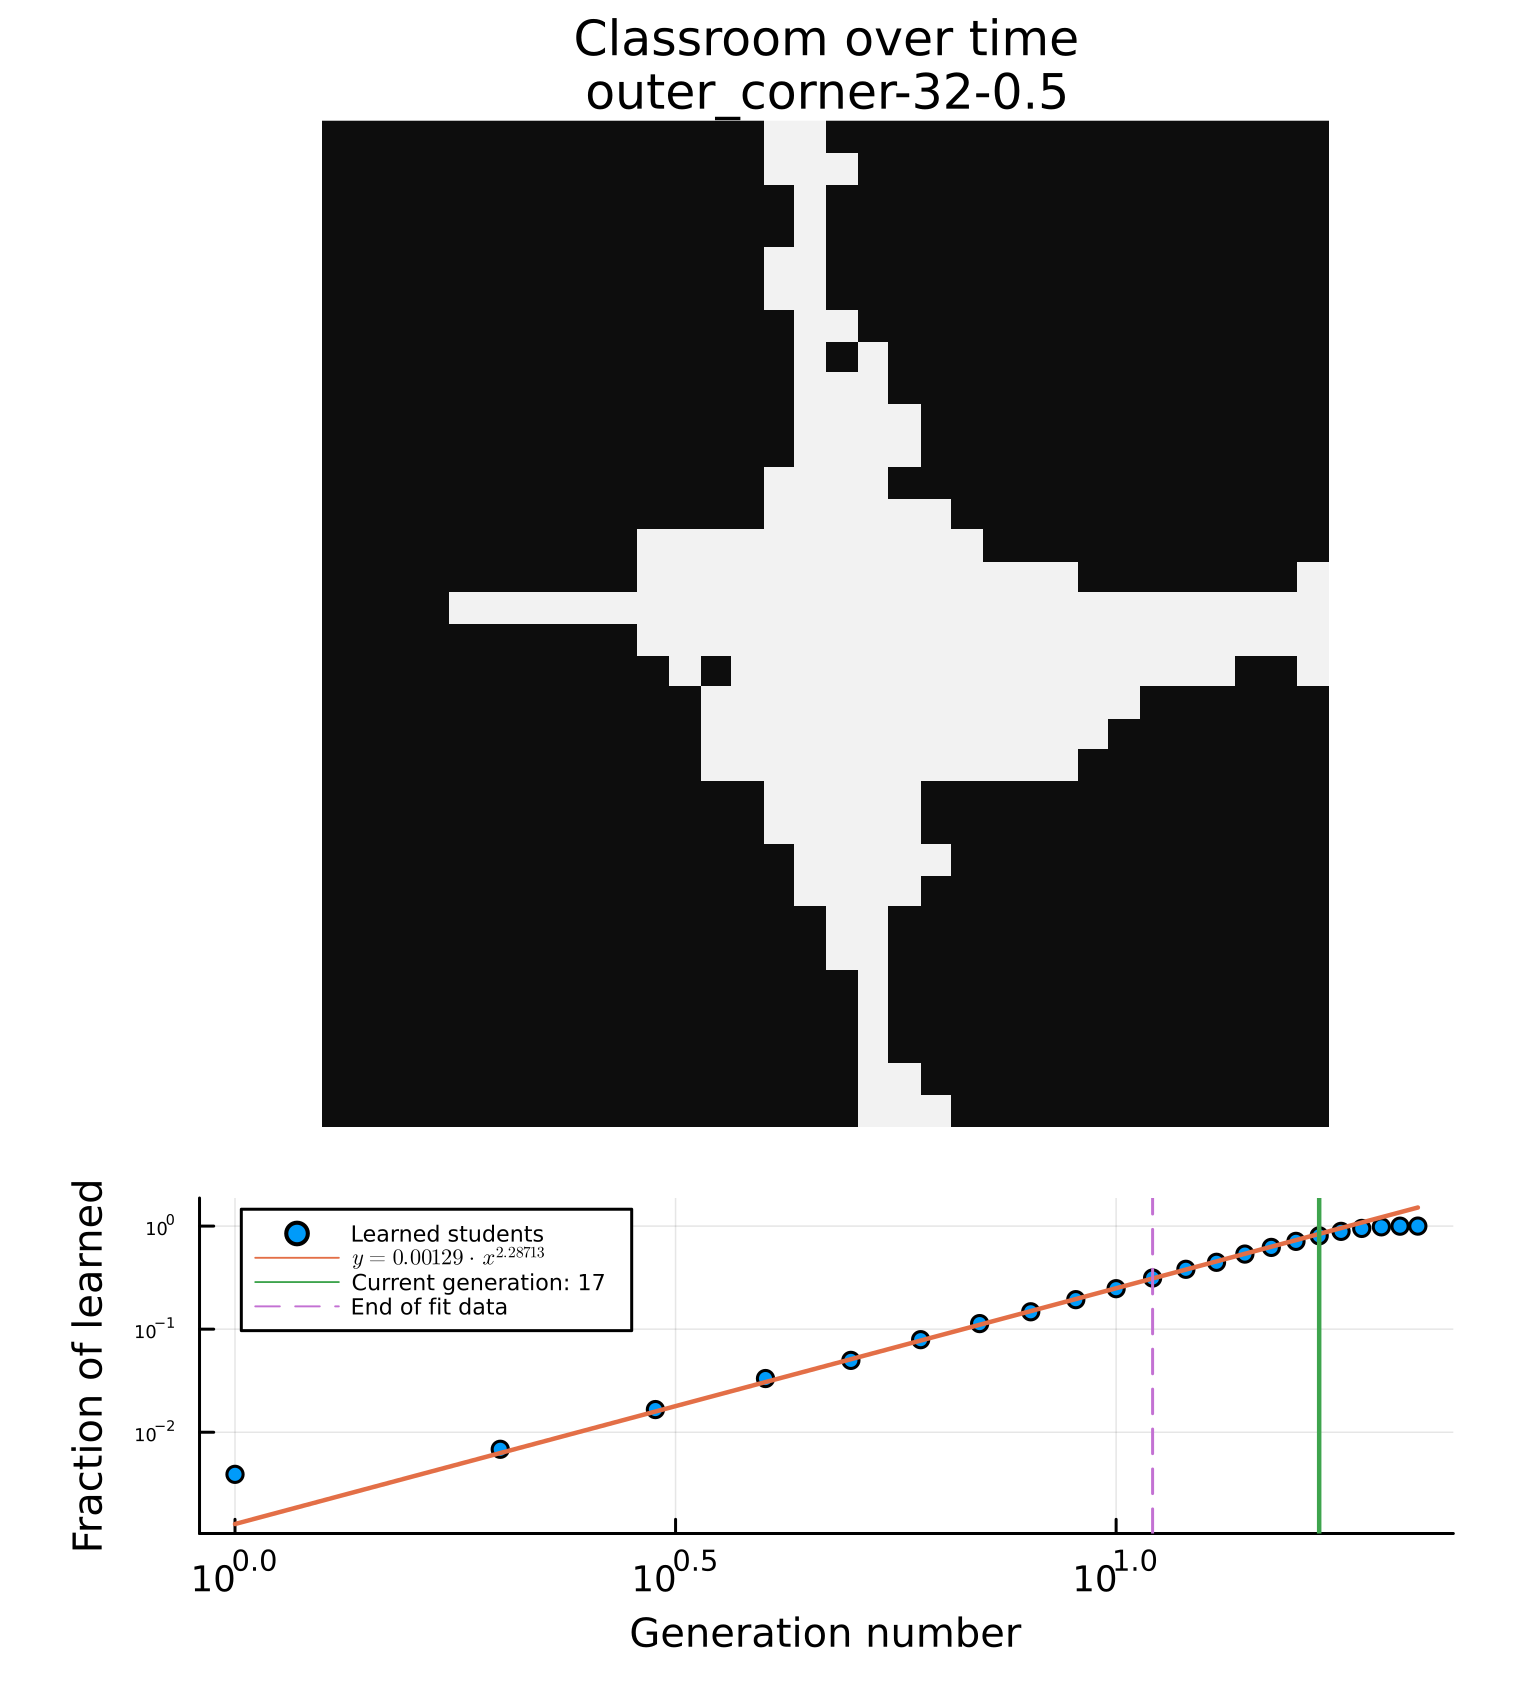 Classroom over time
outer_corner-32-0.5
Fraction of learned
10⁰
10⁻¹
10⁻²
Learned students
y = 0.00129 · x^2.28713
Current generation: 17
End of fit data
10^0.0
10^0.5
10^1.0
Generation number